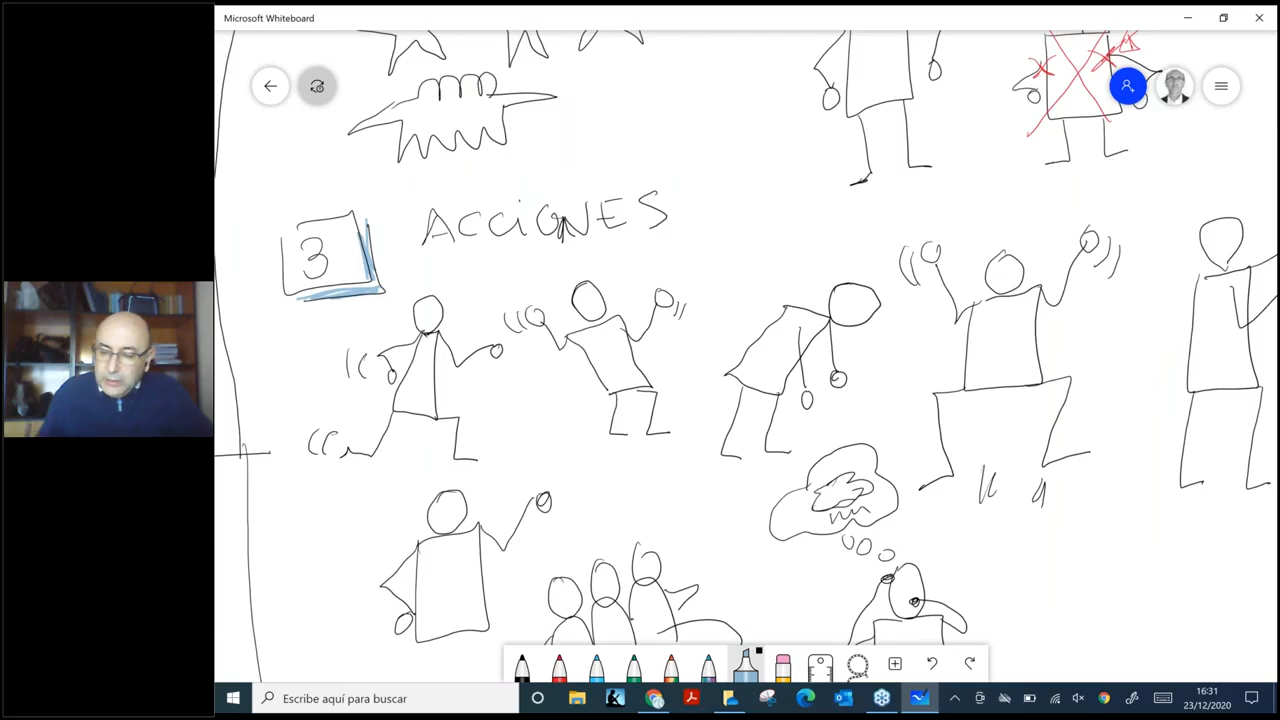 Microsoft Whiteboard
3 ACCIONES
Escribe aquí para buscar
16:31
23/12/2020